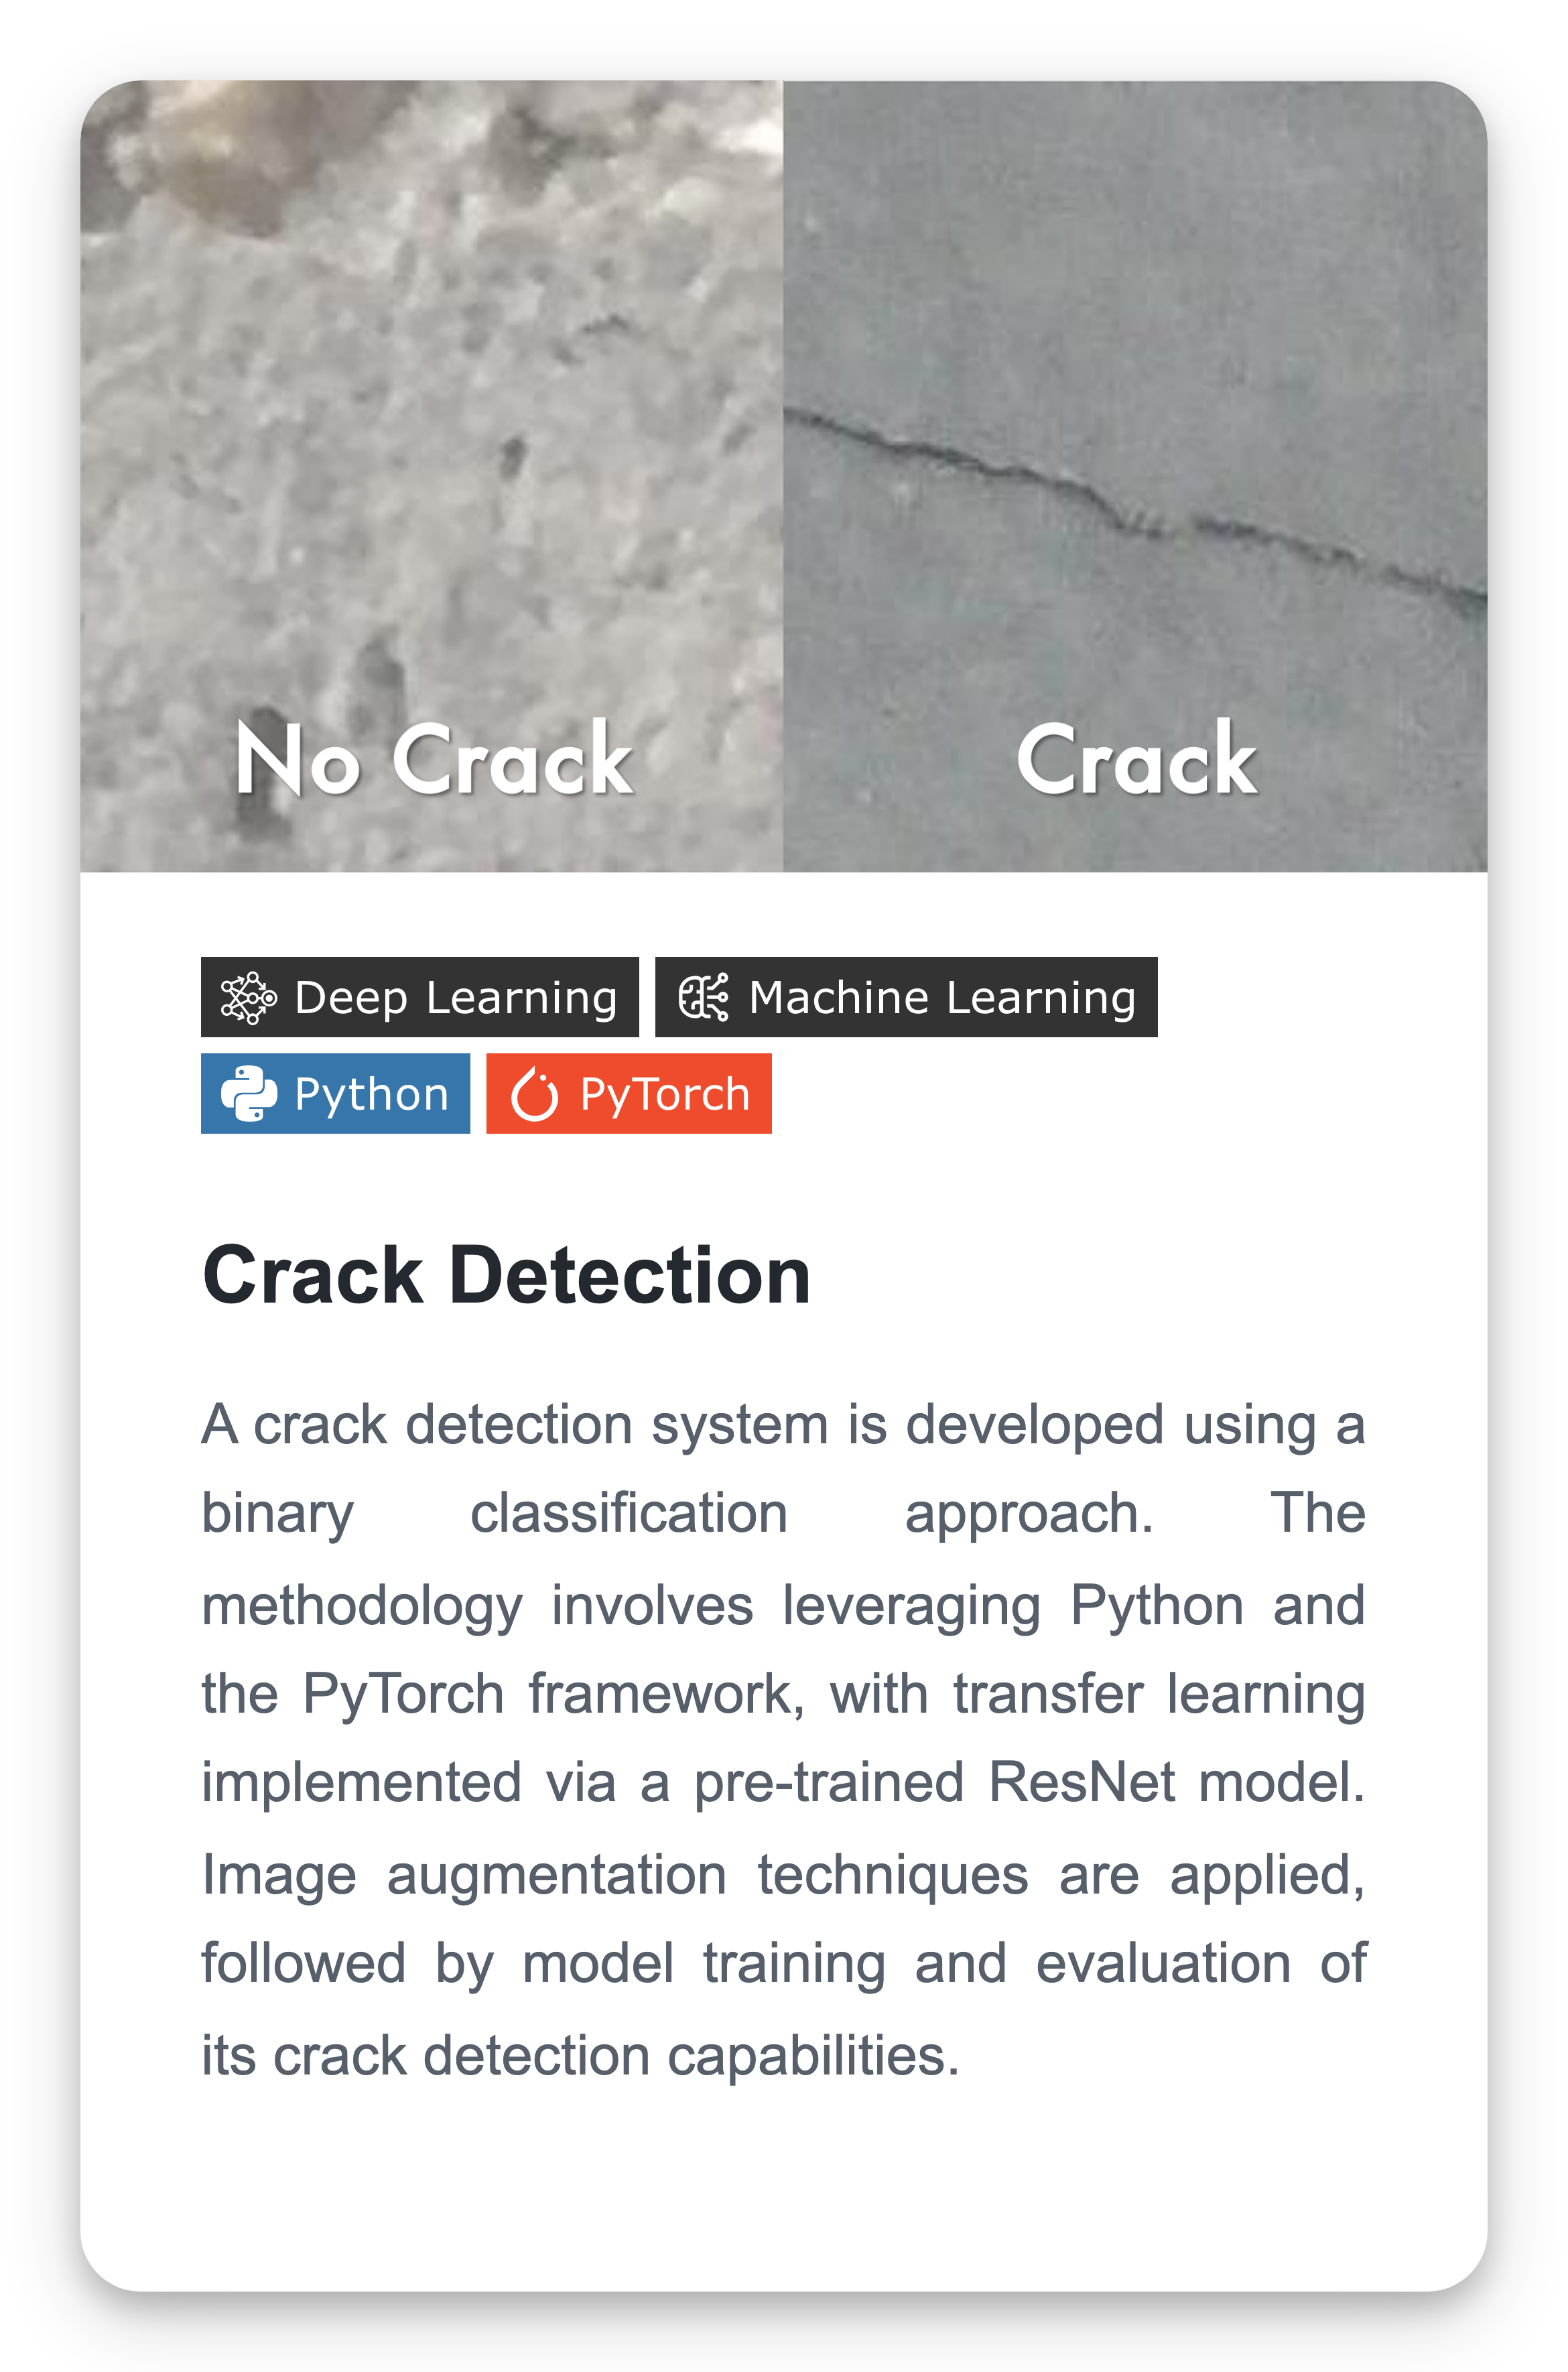 No Crack
Crack
Deep Learning
Machine Learning
Python
PyTorch
Crack Detection
A crack detection system is developed using a
binary classification approach. The
methodology involves leveraging Python and
the PyTorch framework, with transfer learning
implemented via a pre-trained ResNet model.
Image augmentation techniques are applied,
followed by model training and evaluation of
its crack detection capabilities.